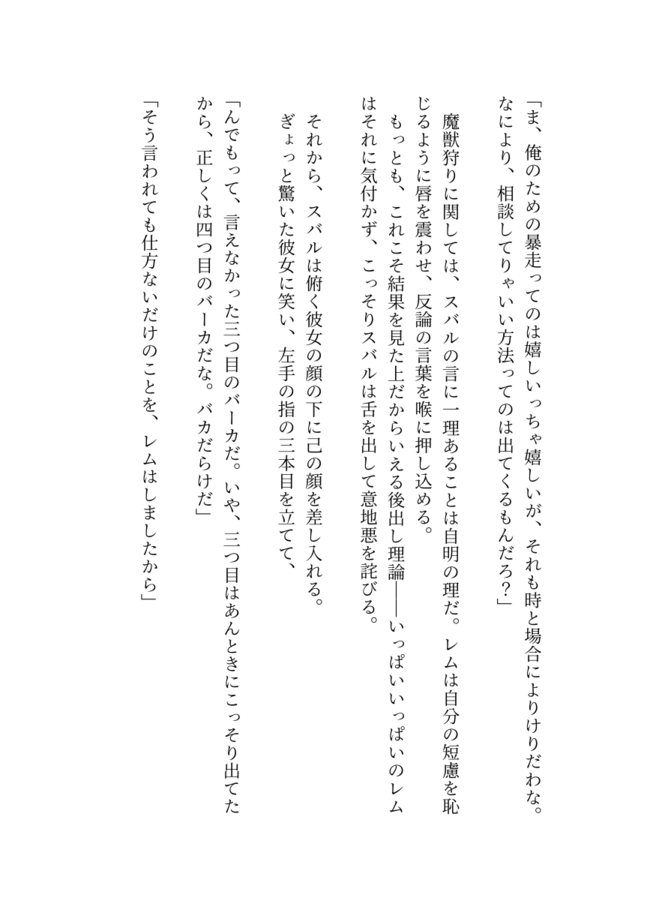 「ま、俺のための暴走ってのは嬉しいっちゃ嬉しいが、それも時と場合によりけりだわな。
なにより、相談してりゃいい方法ってのは出てくるもんだろ？」
魔獣狩りに関しては、スバルの言に一理あることは自明の理だ。レムは自分の短慮を恥
じるように唇を震わせ、反論の言葉を喉に押し込める。
もっとも、これこそ結果を見た上だからいえる後出し理論――いっぱいいっぱいのレム
はそれに気付かず、こっそりスバルは舌を出して意地悪を詫びる。
それから、スバルは俯く彼女の顔の下に己の顔を差し入れる。
ぎょっと驚いた彼女に笑い、左手の指の三本目を立てて、
「んでもって、言えなかった三つ目のバーカだ。いや、三つ目はあんときにこっそり出てた
から、正しくは四つ目のバーカだな。バカだらけだ」
「そう言われても仕方ないだけのことを、レムはしましたから」